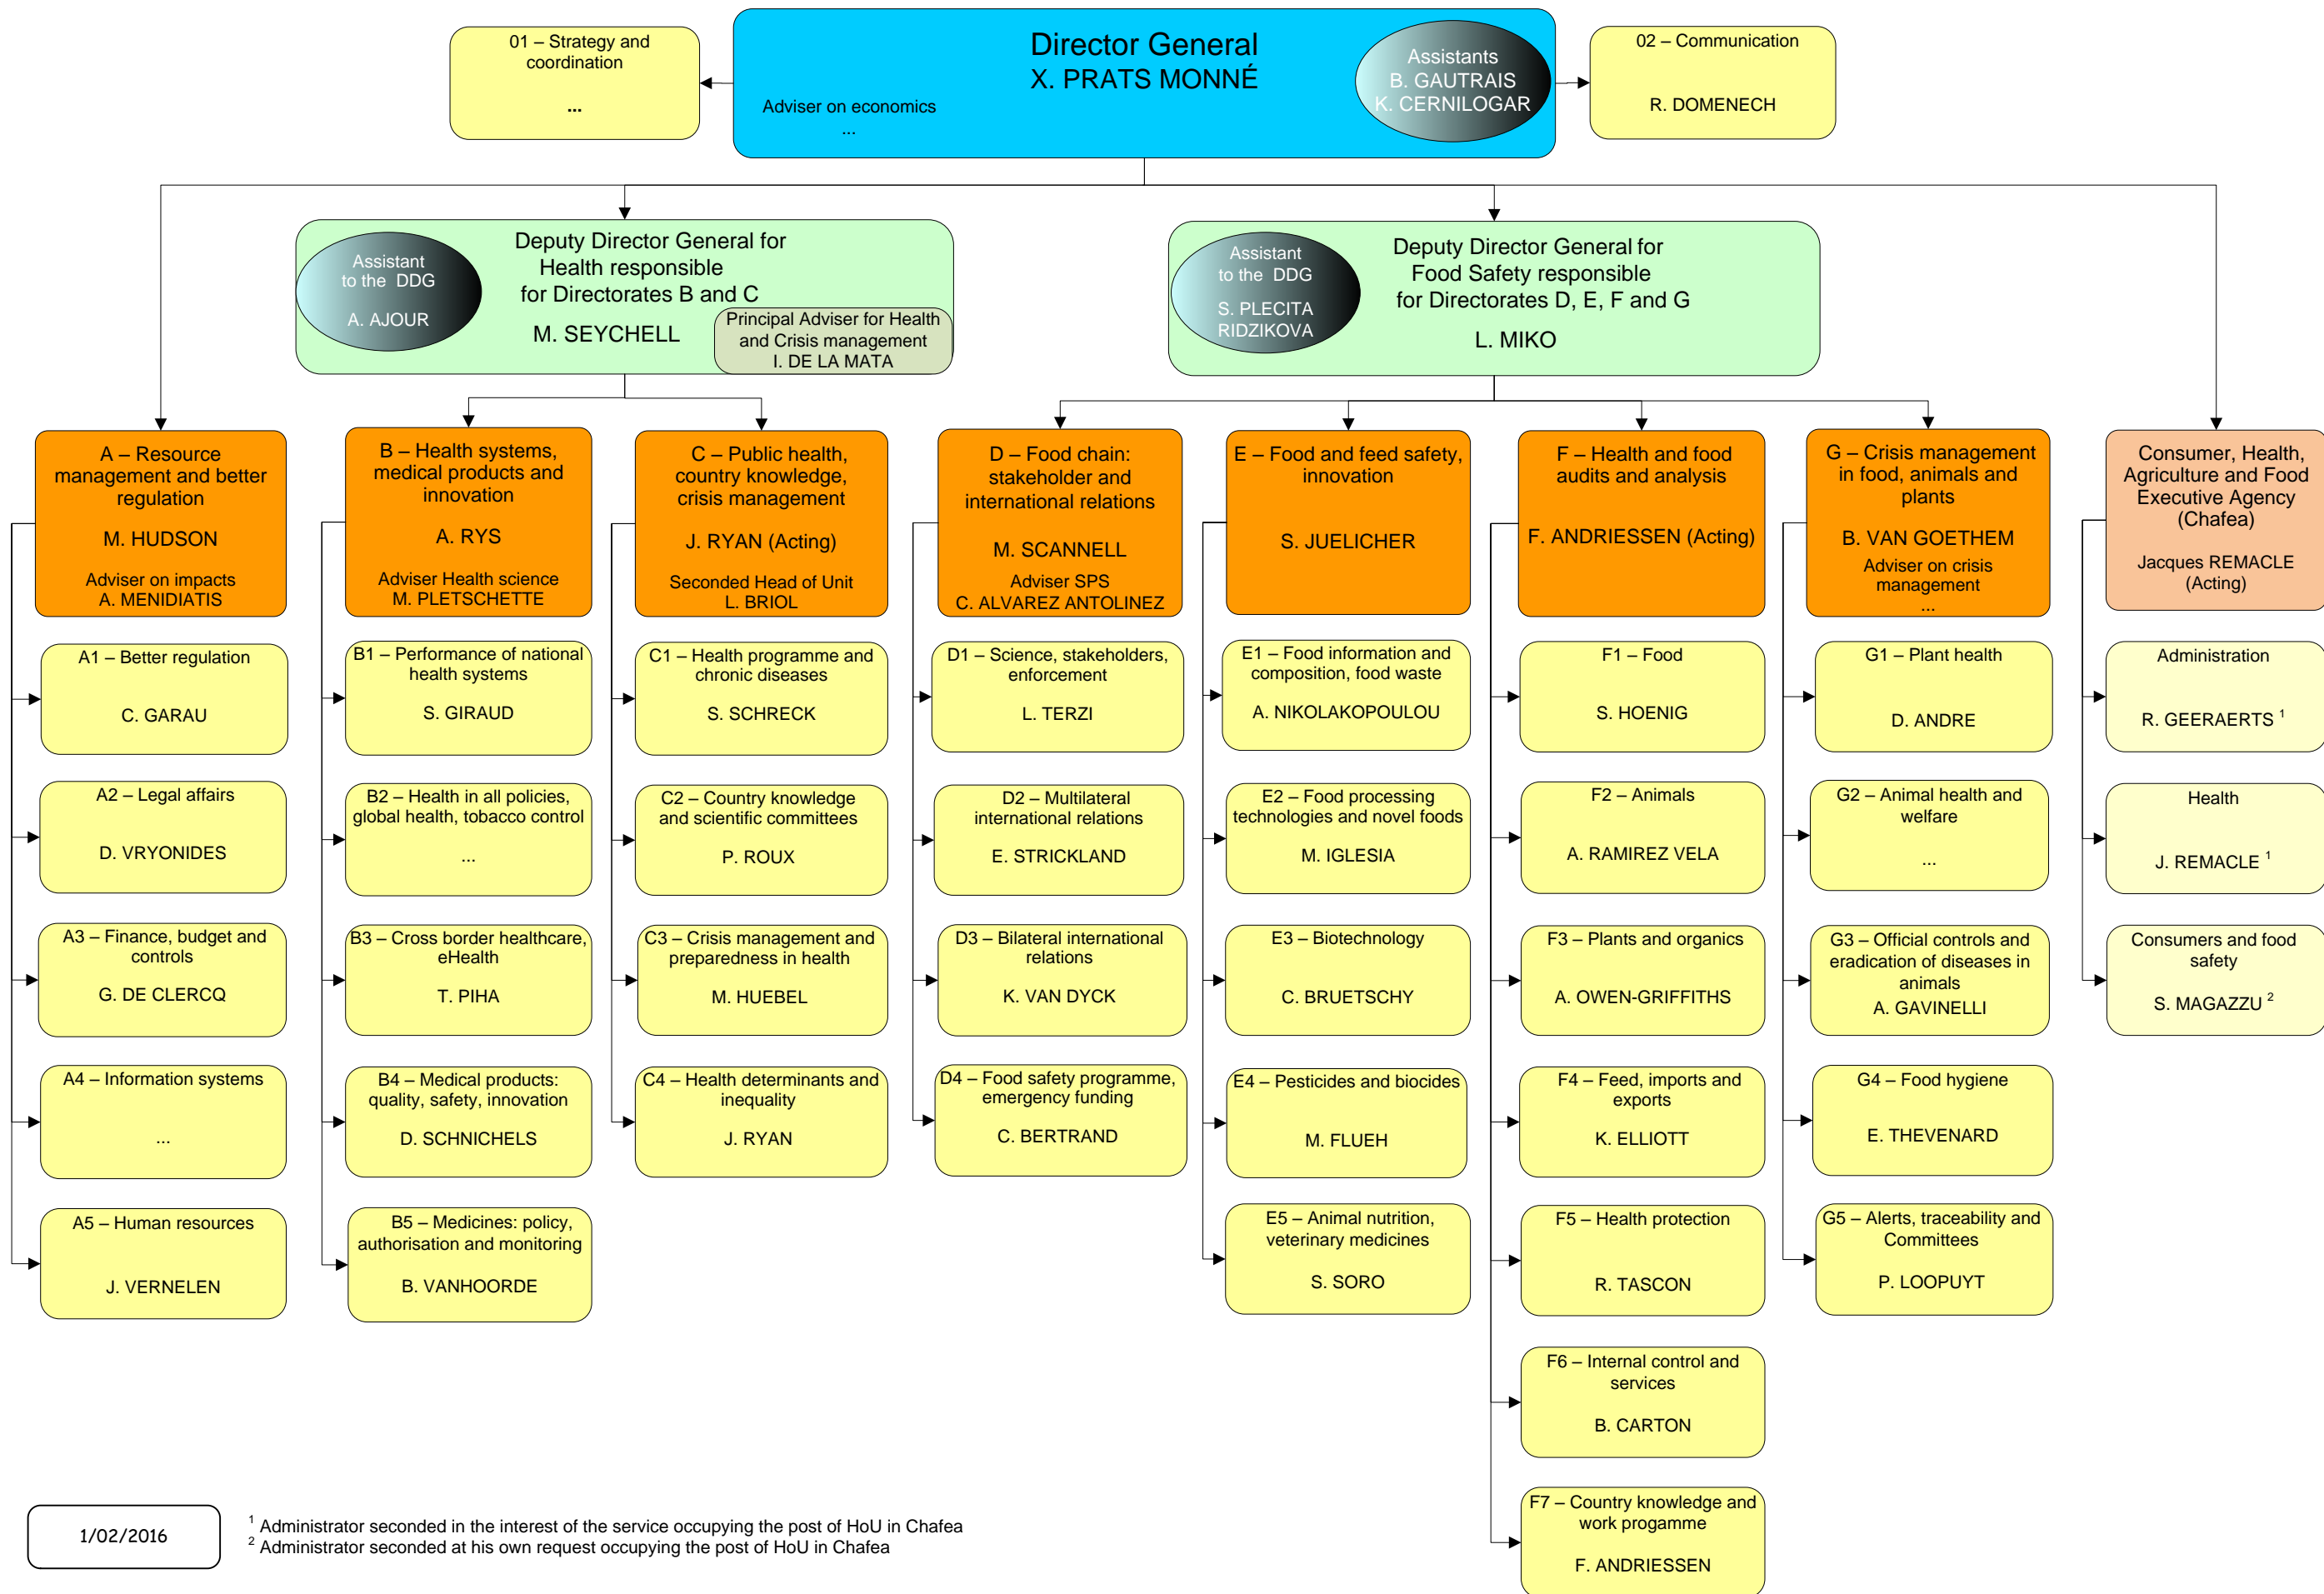 01 – Strategy and
coordination
...
Director General
X. PRATS MONNÉ
Adviser on economics
...
Assistants
B. GAUTRAIS
K. CERNILOGAR
02 – Communication
R. DOMENECH
Assistant
to the DDG
A. AJOUR
Deputy Director General for
Health responsible
for Directorates B and C
M. SEYCHELL
Principal Adviser for Health
and Crisis management
I. DE LA MATA
Assistant
to the DDG
S. PLECITA
RIDZIKOVA
Deputy Director General for
Food Safety responsible
for Directorates D, E, F and G
L. MIKO
A – Resource
management and better
regulation
M. HUDSON
Adviser on impacts
A. MENIDIATIS
B – Health systems,
medical products and
innovation
A. RYS
Adviser Health science
M. PLETSCHETTE
C – Public health,
country knowledge,
crisis management
J. RYAN (Acting)
Seconded Head of Unit
L. BRIOL
D – Food chain:
stakeholder and
international relations
M. SCANNELL
Adviser SPS
C. ALVAREZ ANTOLINEZ
E – Food and feed safety,
innovation
S. JUELICHER
F – Health and food
audits and analysis
F. ANDRIESSEN (Acting)
G – Crisis management
in food, animals and
plants
B. VAN GOETHEM
Adviser on crisis
management
...
Consumer, Health,
Agriculture and Food
Executive Agency
(Chafea)
Jacques REMACLE
(Acting)
A1 – Better regulation
C. GARAU
B1 – Performance of national
health systems
S. GIRAUD
C1 – Health programme and
chronic diseases
S. SCHRECK
D1 – Science, stakeholders,
enforcement
L. TERZI
E1 – Food information and
composition, food waste
A. NIKOLAKOPOULOU
F1 – Food
S. HOENIG
G1 – Plant health
D. ANDRE
Administration
R. GEERAERTS 1
A2 – Legal affairs
D. VRYONIDES
B2 – Health in all policies,
global health, tobacco control
...
C2 – Country knowledge
and scientific committees
P. ROUX
D2 – Multilateral
international relations
E. STRICKLAND
E2 – Food processing
technologies and novel foods
M. IGLESIA
F2 – Animals
A. RAMIREZ VELA
G2 – Animal health and
welfare
...
Health
J. REMACLE 1
A3 – Finance, budget and
controls
G. DE CLERCQ
B3 – Cross border healthcare,
eHealth
T. PIHA
C3 – Crisis management and
preparedness in health
M. HUEBEL
D3 – Bilateral international
relations
K. VAN DYCK
E3 – Biotechnology
C. BRUETSCHY
F3 – Plants and organics
A. OWEN-GRIFFITHS
G3 – Official controls and
eradication of diseases in
animals
A. GAVINELLI
Consumers and food
safety
S. MAGAZZU 2
A4 – Information systems
...
B4 – Medical products:
quality, safety, innovation
D. SCHNICHELS
C4 – Health determinants and
inequality
J. RYAN
D4 – Food safety programme,
emergency funding
C. BERTRAND
E4 – Pesticides and biocides
M. FLUEH
F4 – Feed, imports and
exports
K. ELLIOTT
G4 – Food hygiene
E. THEVENARD
A5 – Human resources
J. VERNELEN
B5 – Medicines: policy,
authorisation and monitoring
B. VANHOORDE
E5 – Animal nutrition,
veterinary medicines
S. SORO
F5 – Health protection
R. TASCON
G5 – Alerts, traceability and
Committees
P. LOOPUYT
F6 – Internal control and
services
B. CARTON
F7 – Country knowledge and
work progamme
F. ANDRIESSEN
1/02/2016
1 Administrator seconded in the interest of the service occupying the post of HoU in Chafea
2 Administrator seconded at his own request occupying the post of HoU in Chafea